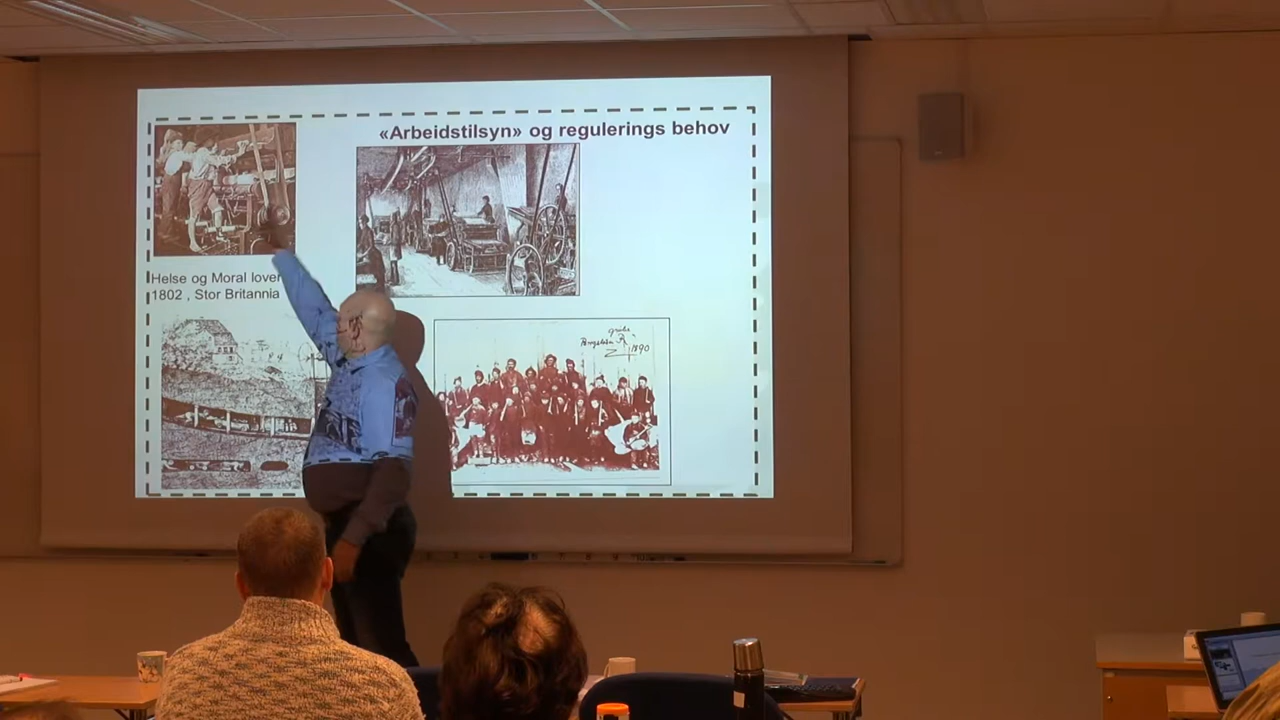 «Arbeidstilsyn» og regulerings behov
Helse og Moral lover
1802 , Stor Britannia
1890